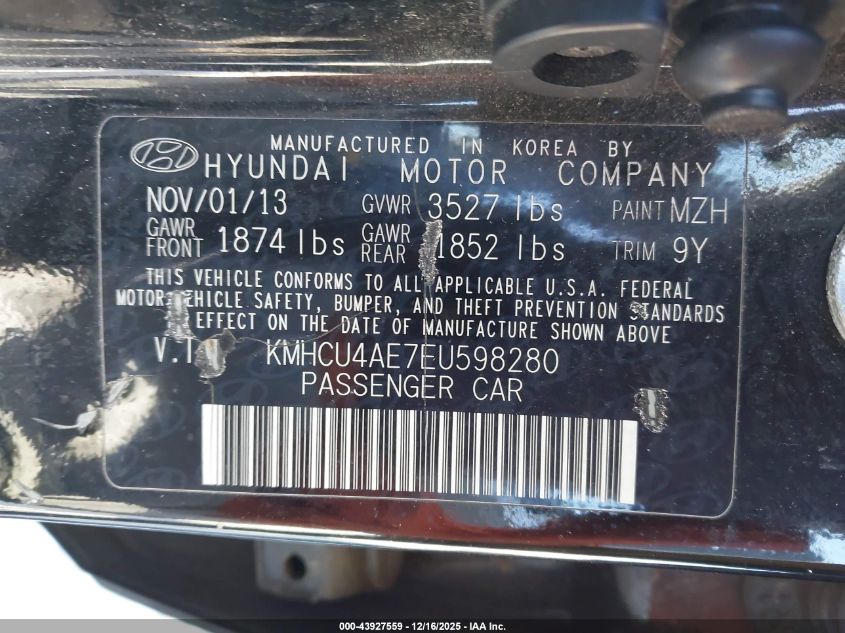 MANUFACTURED IN KOREA BY
HYUNDAI MOTOR COMPANY
NOV/01/13 GVWR 3527 lbs PAINT MZH
GAWR FRONT 1874 lbs GAWR REAR 1852 lbs TRIM 9Y
THIS VEHICLE CONFORMS TO ALL APPLICABLE U.S.A. FEDERAL
MOTOR VEHICLE SAFETY, BUMPER, AND THEFT PREVENTION STANDARDS
EFFECT ON THE DATE OF MANUFACTURE SHOWN ABOVE
V.I KMHCU4AE7EU598280
PASSENGER CAR
000-43927559 - 12/16/2025 - IAA Inc.